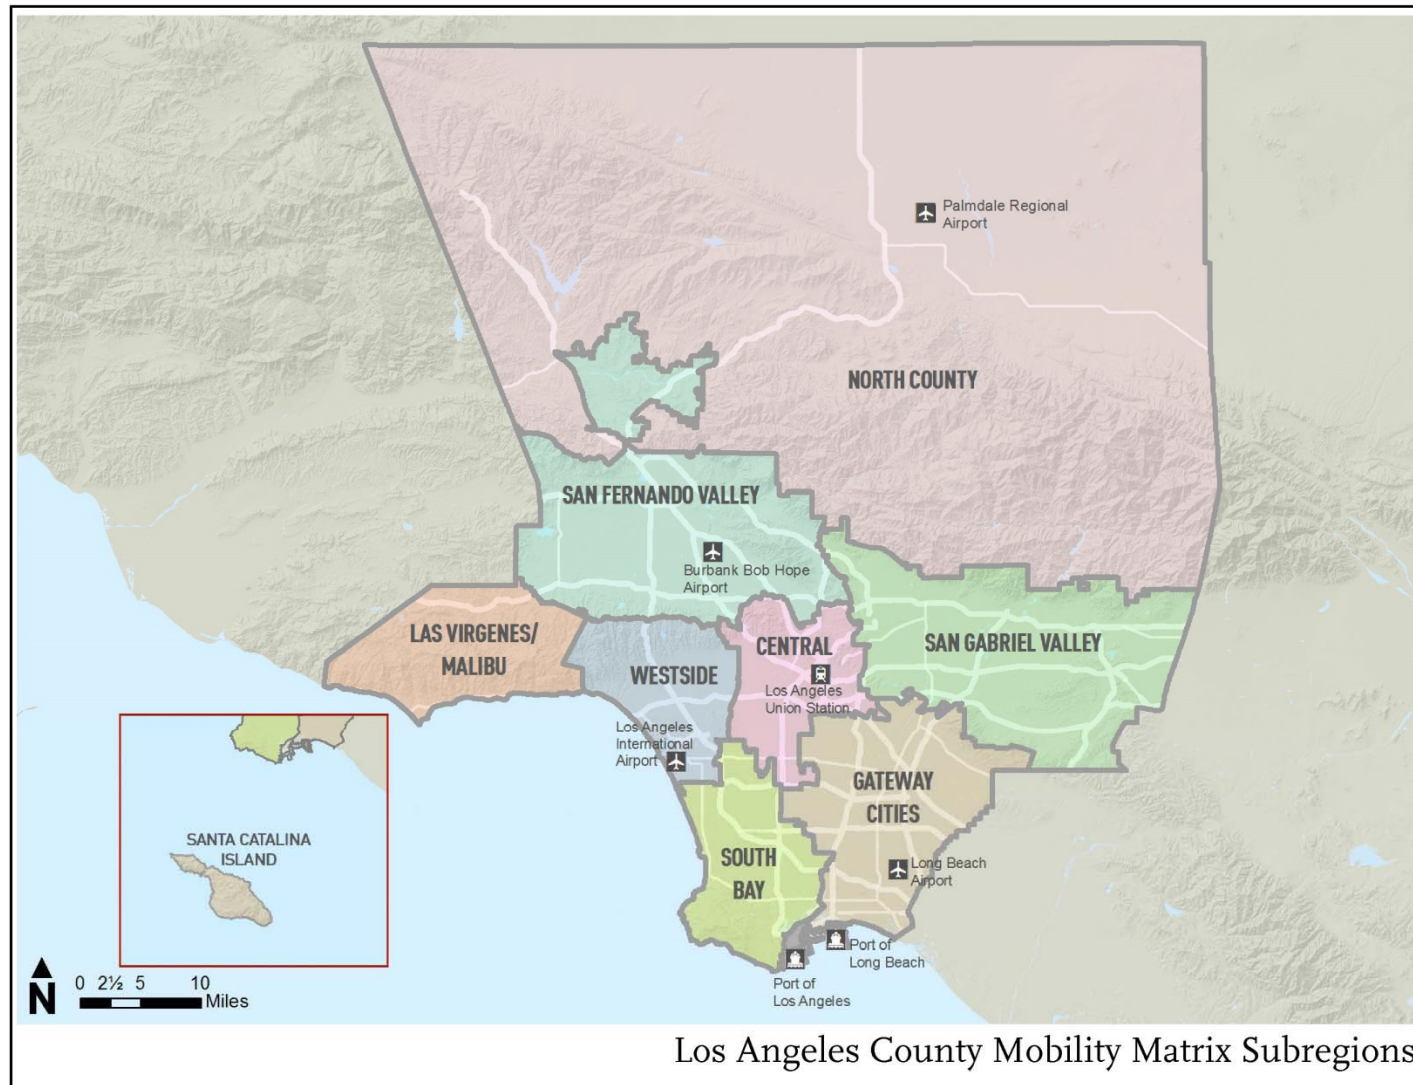 Palmdale Regional
Airport
NORTH COUNTY
SAN FERNANDO VALLEY
Burbank Bob Hope
Airport
LAS VIRGENES/
MALIBU
WESTSIDE
CENTRAL
SAN GABRIEL VALLEY
Los Angeles
Union Station
Los Angeles
International
Airport
GATEWAY
CITIES
SOUTH
BAY
Long Beach
Airport
Port of
Long Beach
Port of
Los Angeles
SANTA CATALINA
ISLAND
N
0 2½ 5 10
Miles
Los Angeles County Mobility Matrix Subregions